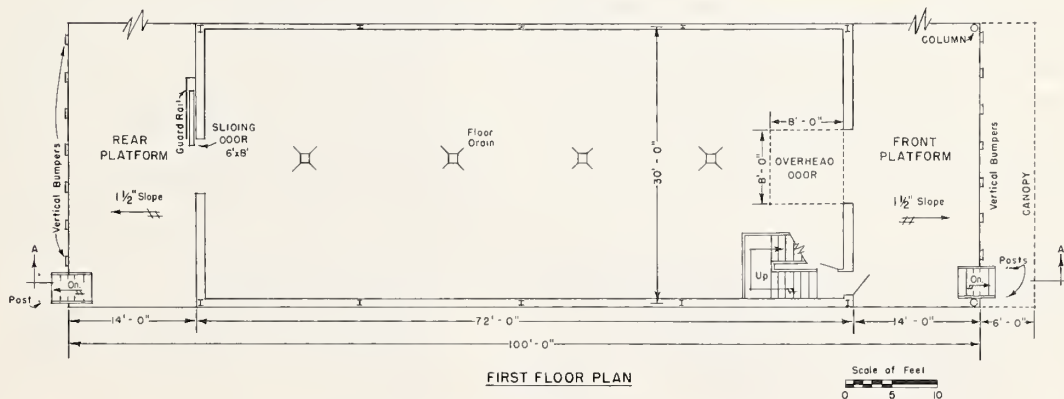 COLUMN
Guard Rail
SLIDING
DOOR
6'x8'
Floor
Drain
8'-0"
8'-0"
OVERHEAD
DOOR
30'-0"
REAR
PLATFORM
FRONT
PLATFORM
Vertical Bumpers
Vertical Bumpers
CANOPY
1 1/2" Slope
1 1/2" Slope
A
A
Up
On.
On.
Post
Posts
14'-0"
72'-0"
14'-0"
6'-0"
100'-0"
FIRST FLOOR PLAN
Scale of Feet
0 5 10